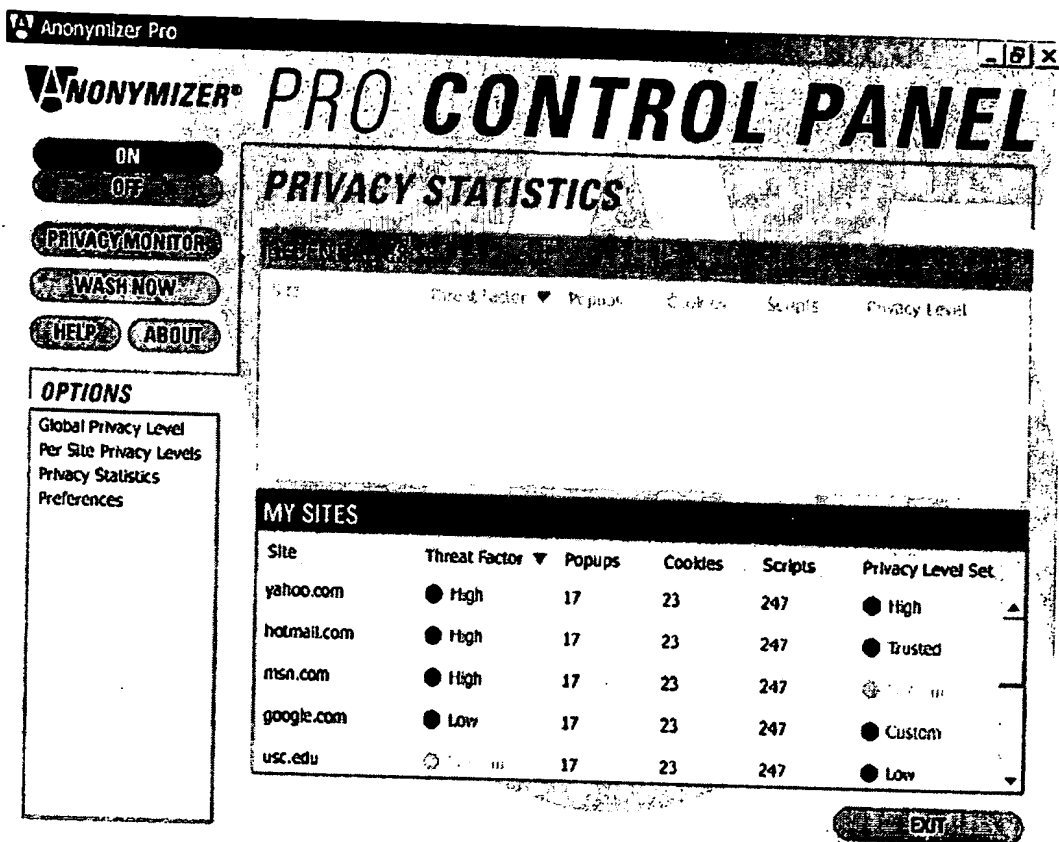 Anonymizer Pro
ANONYMIZER®
PRO CONTROL PANEL
ON
OFF
PRIVACY MONITOR
WASH NOW
HELP
ABOUT
OPTIONS
Global Privacy Level
Per Site Privacy Levels
Privacy Statistics
Preferences
PRIVACY STATISTICS
Threat Factor ▼ Popups Cookies Scripts Privacy Level
MY SITES
Site Threat Factor ▼ Popups Cookies Scripts Privacy Level Set
yahoo.com High 17 23 247 High
hotmail.com High 17 23 247 Trusted
msn.com High 17 23 247
google.com Low 17 23 247 Custom
usc.edu 17 23 247 Low
EXIT